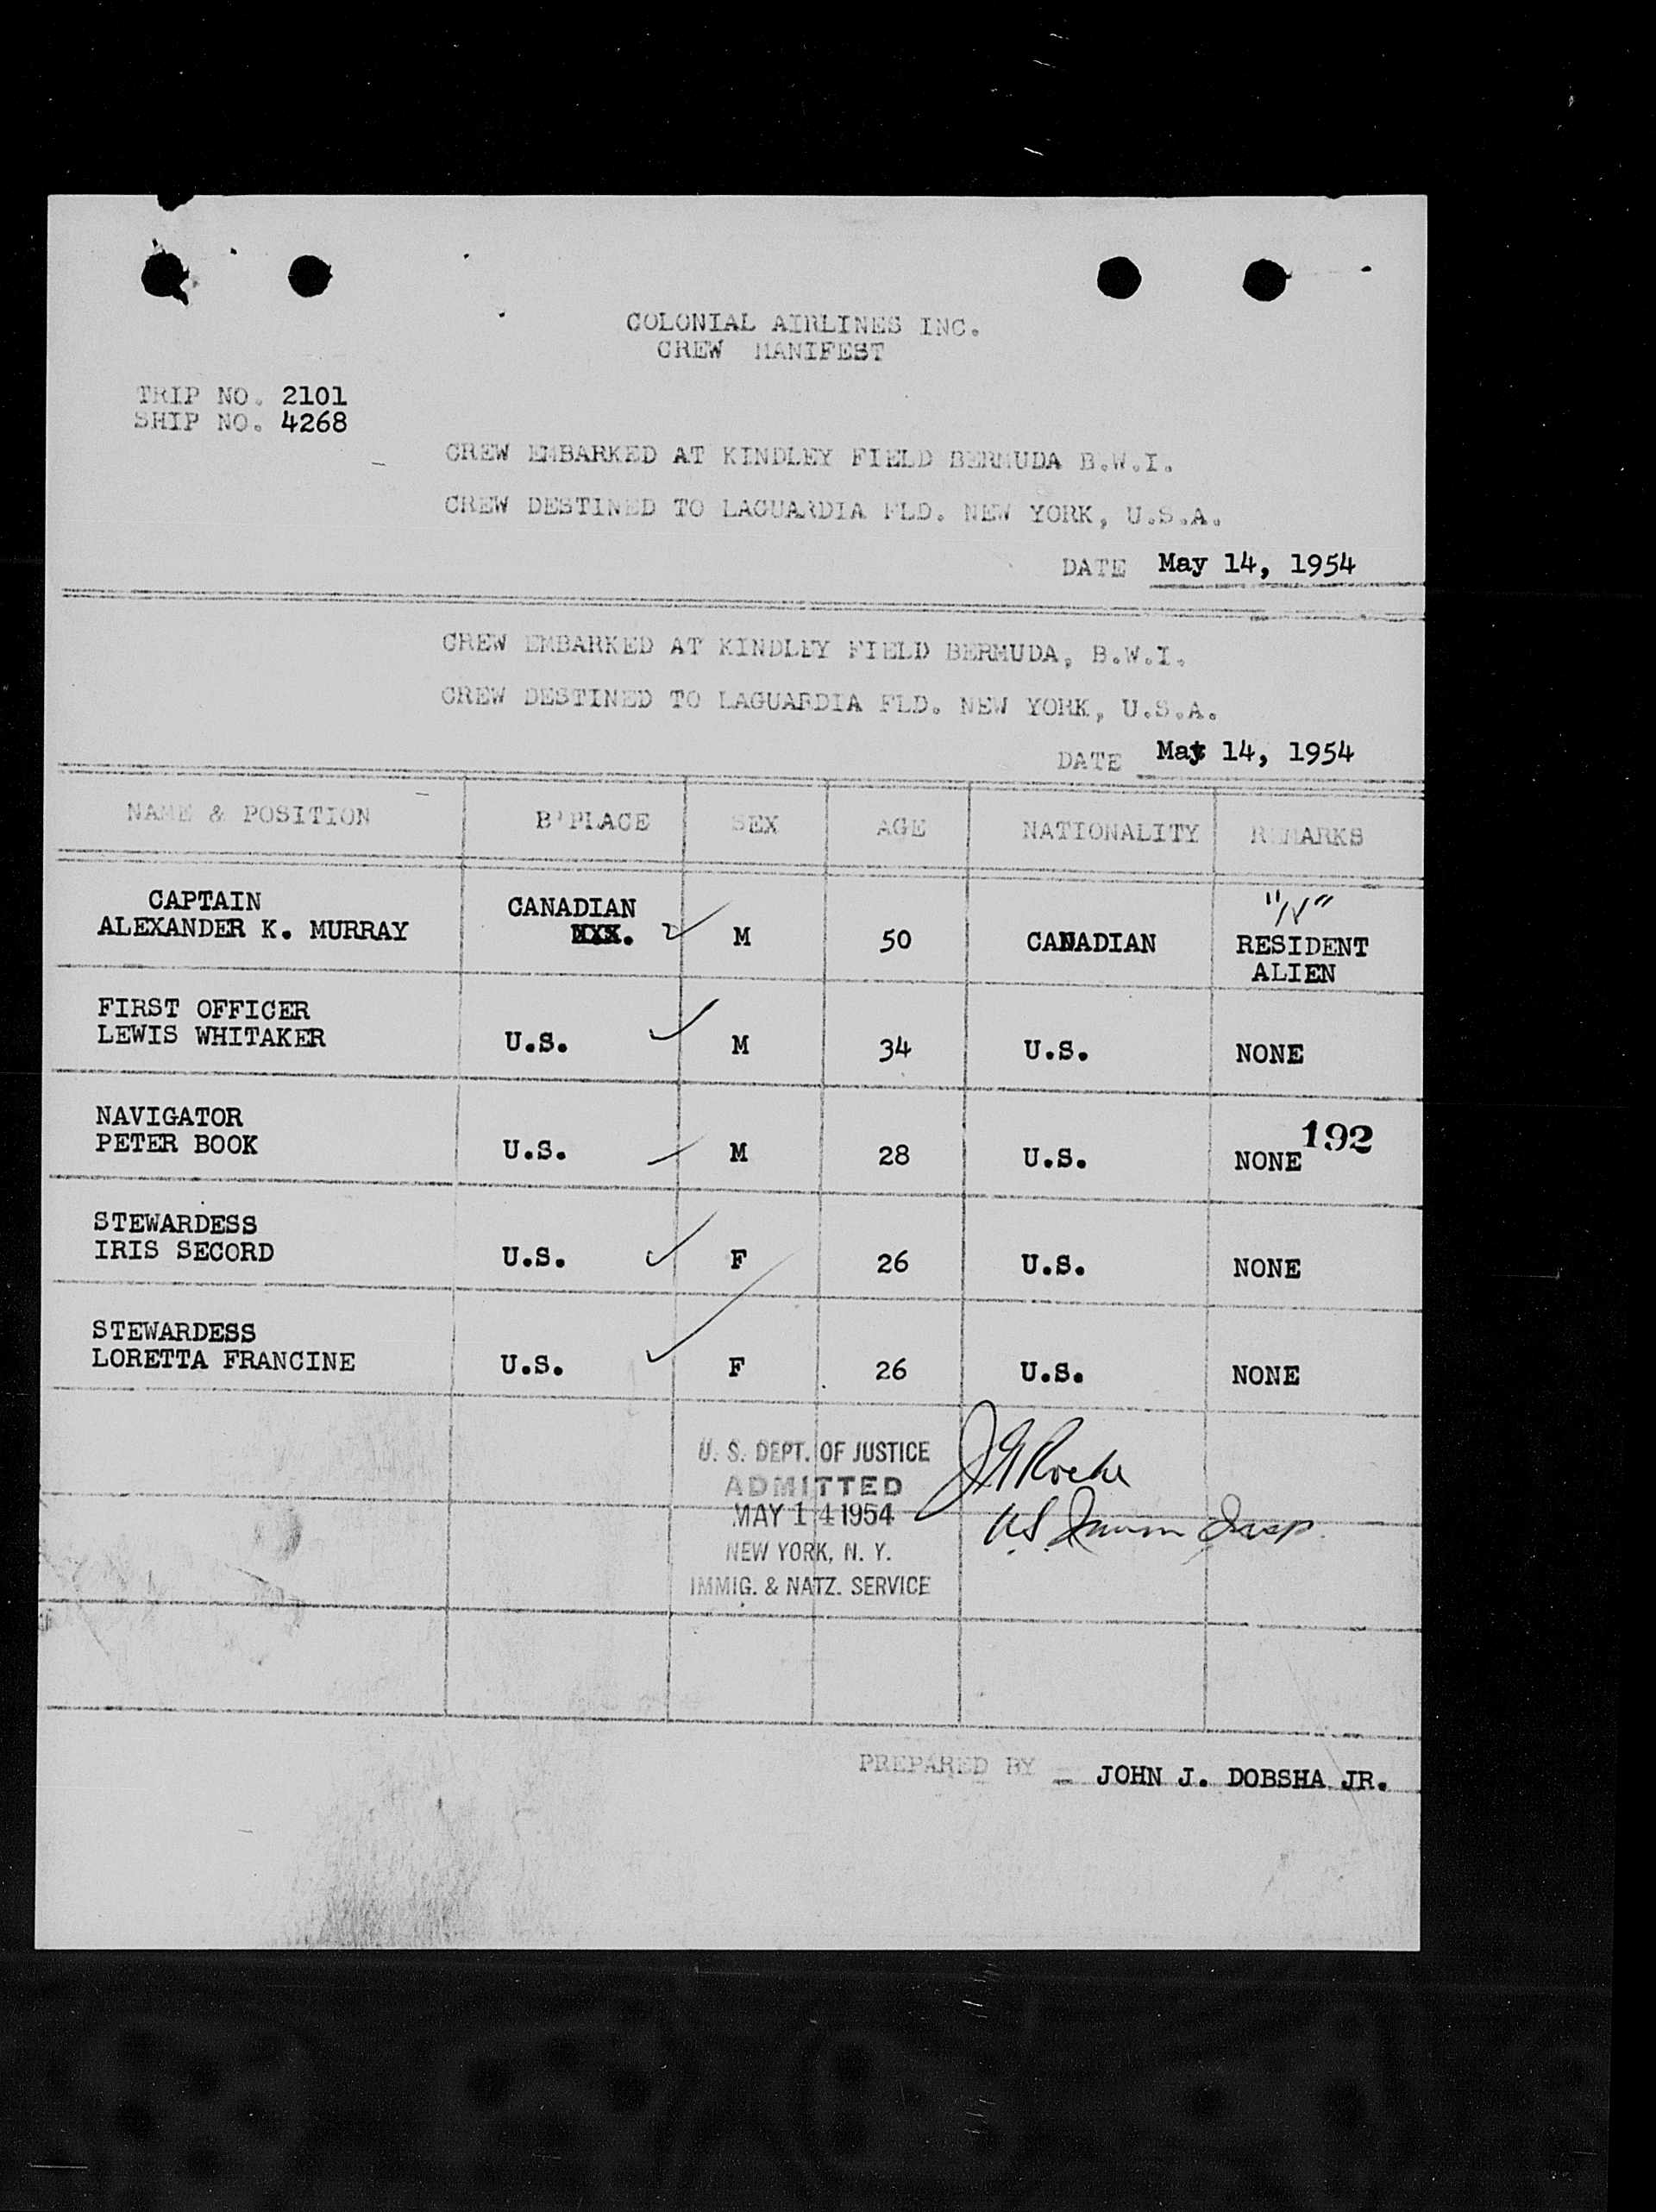 COLONIAL AIRLINES INC.
CREW MANIFEST
TRIP NO. 2101
SHIP NO. 4268
CREW EMBARKED AT KINDLEY FIELD BERMUDA B.W.I.
CREW DESTINED TO LAGUARDIA FLD. NEW YORK, U.S.A.
DATE May 14, 1954
CREW EMBARKED AT KINDLEY FIELD BERMUDA, B.W.I.
CREW DESTINED TO LAGUARDIA FLD. NEW YORK, U.S.A.
DATE May 14, 1954
NAME & POSITION B'PLACE SEX AGE NATIONALITY REMARKS
CAPTAIN CANADIAN "N"
ALEXANDER K. MURRAY M 50 CANADIAN RESIDENT
ALIEN
FIRST OFFICER
LEWIS WHITAKER U.S. M 34 U.S. NONE
NAVIGATOR 192
PETER BOOK U.S. M 28 U.S. NONE
STEWARDESS
IRIS SECORD U.S. F 26 U.S. NONE
STEWARDESS
LORETTA FRANCINE U.S. F 26 U.S. NONE
U. S. DEPT. OF JUSTICE
ADMITTED
MAY 14 1954
NEW YORK, N. Y.
IMMIG. & NATZ. SERVICE
Roche
U.S. Immn Insp.
PREPARED BY JOHN J. DOBSHA JR.